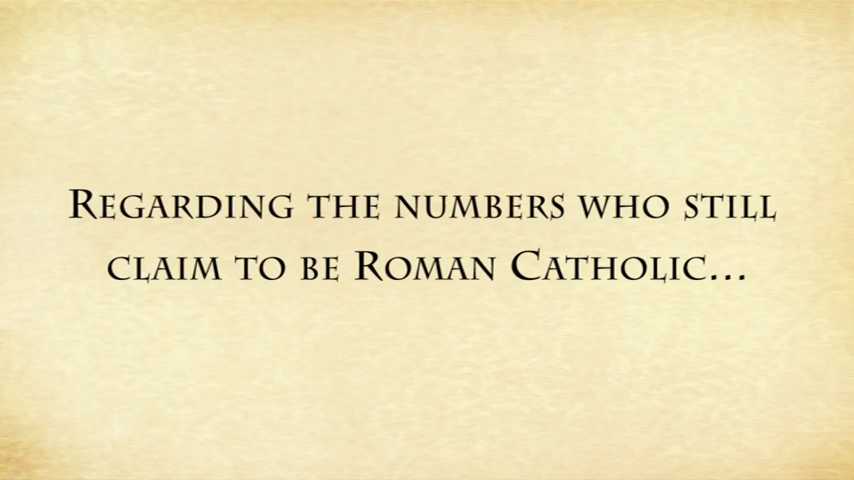 Regarding the numbers who still
claim to be Roman Catholic...